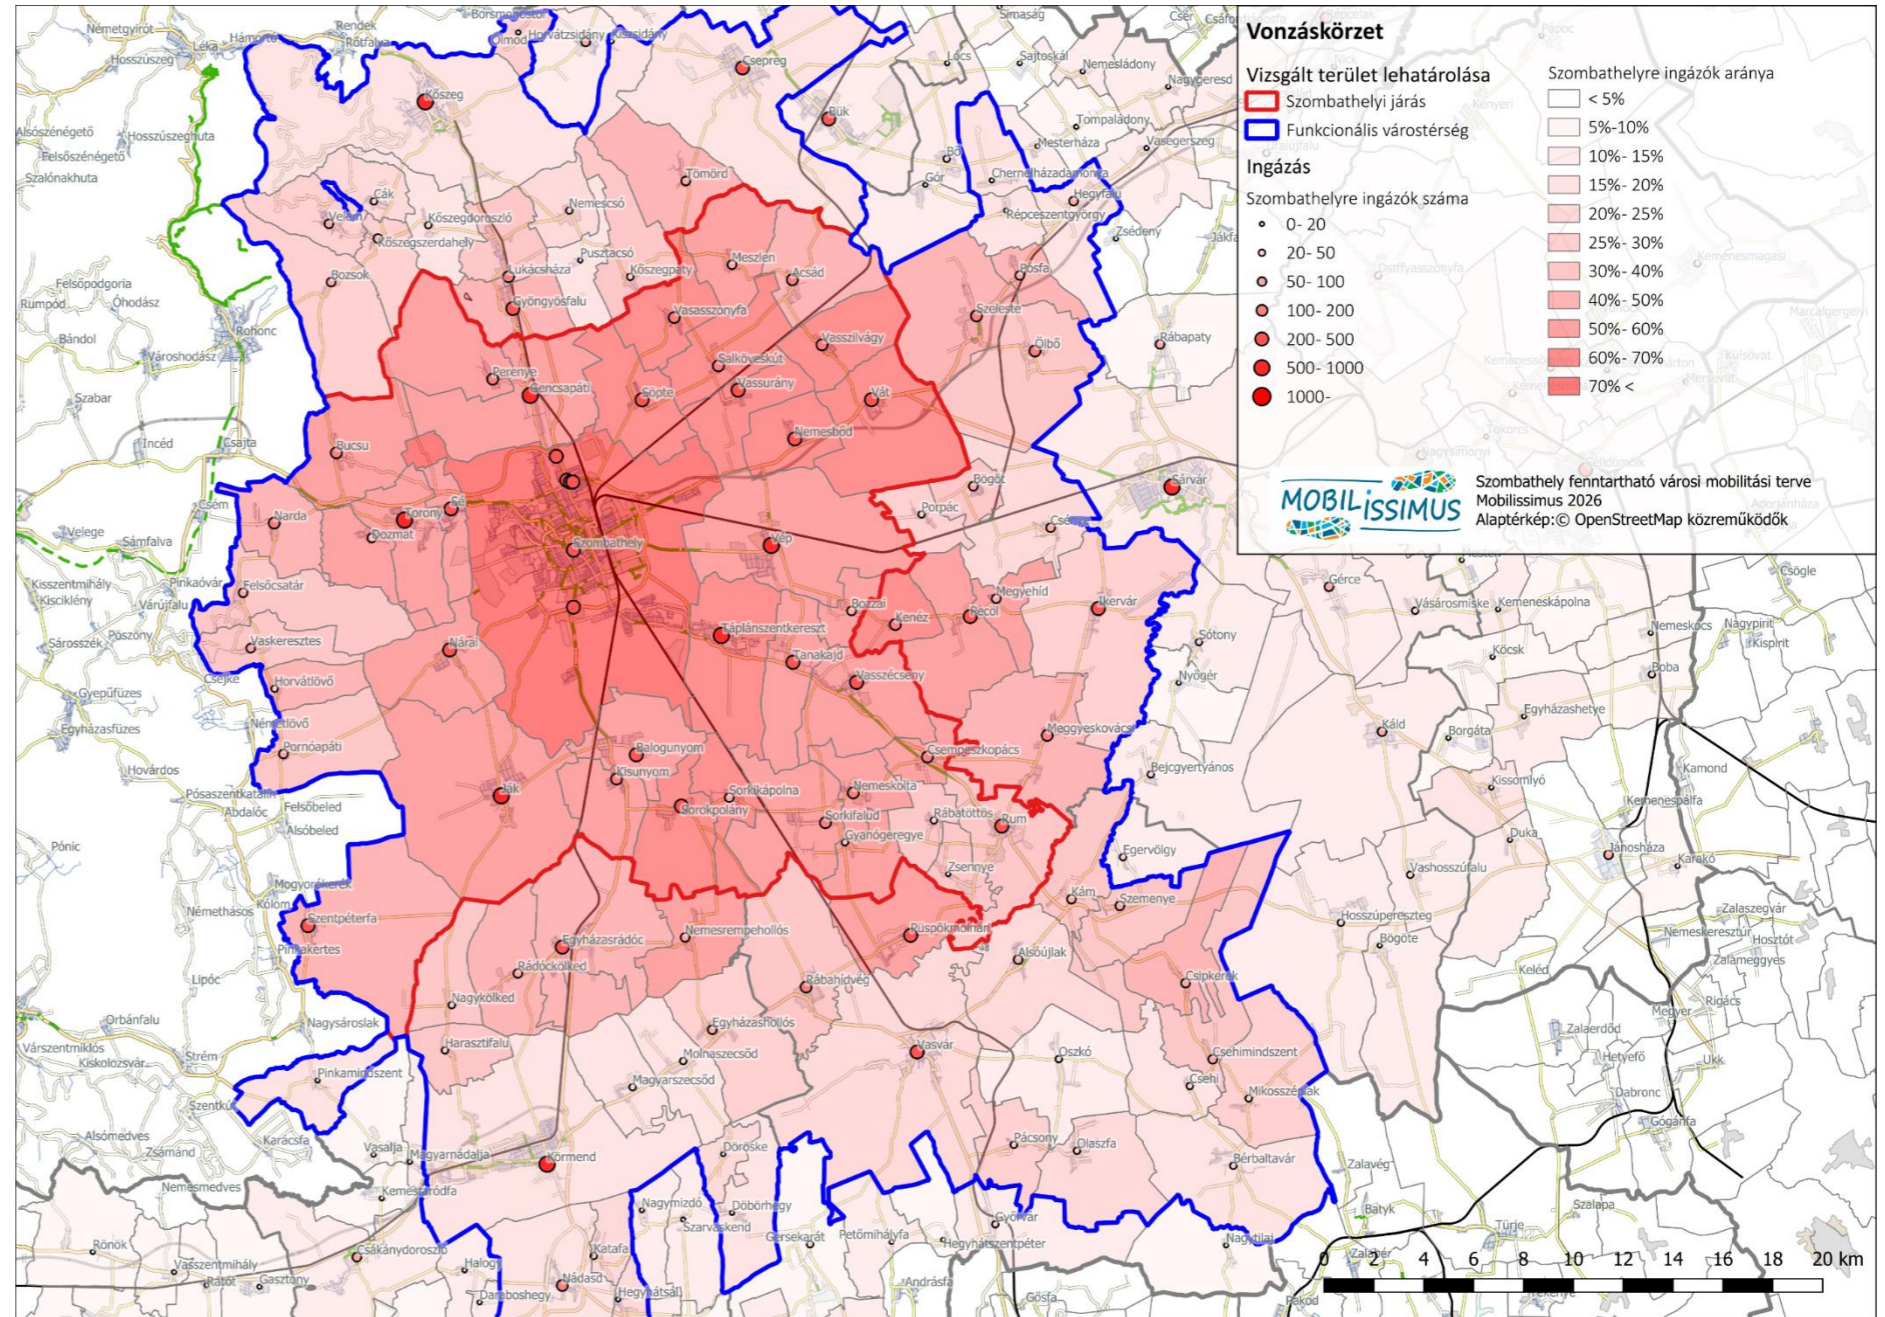 Vonzáskörzet
Vizsgált terület lehatárolása
Szombathelyi járás
Funkcionális várostérség
Ingázás
Szombathelyre ingázók száma
0- 20
20- 50
50- 100
100- 200
200- 500
500- 1000
1000-
Szombathelyre ingázók aránya
< 5%
5%-10%
10%- 15%
15%- 20%
20%- 25%
25%- 30%
30%- 40%
40%- 50%
50%- 60%
60%- 70%
70% <
MOBILISSIMUS
Szombathely fenntartható városi mobilitási terve
Mobilissimus 2026
Alaptérkép:© OpenStreetMap közreműködők
Németgyirót
Rendek
Léka
Hámortó
Rótfalva
Hosszúszeg
Borsmonostor
Ólmod
Horvátzsidány
Kiszsidány
Simaság
Csér
Lócs
Sajtoskál
Nemesládony
Nagygeresd
Csepreg
Kőszeg
Bük
Tompaládony
Mesterháza
Vasegerszeg
Bő
Gór
Chernelházadamonya
Hegyfalu
Répceszentgyörgy
Zsédeny
Alsószénégető
Hosszúszeghuta
Felsőszénégető
Szalónakhuta
Tömörd
Cák
Velem
Kőszegdoroszló
Nemescsó
Kőszegszerdahely
Pusztacsó
Kőszegpaty
Meszlen
Acsád
Bozsok
Lukácsháza
Gyöngyösfalu
Pósfa
Szeleste
Ölbő
Rábapaty
Felsőpodgoria
Rumpód
Óhodász
Rohonc
Bándol
Városhodász
Vasasszonyfa
Vasszilvágy
Salköveskút
Vassurány
Perenye
Gencsapáti
Söpte
Vát
Nemesbőd
Szabar
Incéd
Csajta
Bucsu
Bögöt
Sárvár
Csém
Narda
Torony
Sé
Dozmat
Szombathely
Vép
Porpác
Velege
Sámfalva
Kisszentmihály
Kisciklény
Pinkaóvár
Várújfalu
Felsőcsatár
Pöszöny
Sárosszék
Vaskeresztes
Csejke
Horvátlövő
Nárai
Táplánszentkereszt
Tanakajd
Vasszécseny
Bozzai
Kenéz
Pecöl
Megyehíd
Ikervár
Gérce
Vásárosmiske
Kemeneskápolna
Csögle
Nagypirit
Kispirit
Nemeskocs
Sótony
Nyőgér
Köcsk
Boba
Gyepűfüzes
Egyházasfüzes
Németlövő
Pornóapáti
Hovárdos
Pósaszentkatalin
Abdalóc
Felsőbeled
Alsóbeled
Balogunyom
Kisunyom
Ják
Sorokpolány
Sorkikápolna
Sorkifalud
Nemeskolta
Gyanógeregye
Rábatöttös
Rum
Zsennye
Csempeszkopács
Meggyeskovácsi
Bejcgyertyános
Káld
Borgáta
Egyházashetye
Kissomlyó
Kamond
Kemenespálfa
Duka
Jánosháza
Karakó
Vashosszúfalu
Egervölgy
Kám
Szemenye
Hosszúpereszteg
Bögöte
Pónic
Mogyorókerék
Kólom
Némethásos
Szentpéterfa
Pinkakertes
Lipóc
Egyházasrádóc
Rádóckölked
Nemesrempehollós
Nagykölked
Püspökmolnári
Rábahídvég
Alsóújlak
Csipkerek
Keléd
Zalaszegvár
Nemeskeresztúr
Hosztót
Zalameggyes
Rigács
Megyer
Zalaerdőd
Hetyefő
Ukk
Dabronc
Gógánfa
Orbánfalu
Nagysároslak
Várszentmiklós
Kiskolozsvár
Strém
Pinkamindszent
Harasztifalu
Egyházashollós
Molnaszecsőd
Magyarszecsőd
Vasvár
Oszkó
Csehimindszent
Csehi
Mikosszéplak
Alsómedves
Zsámánd
Karácsfa
Nemesmedves
Vasalja
Magyarnádalja
Körmend
Döröske
Pácsony
Olaszfa
Bérbaltavár
Zalavég
Batyk
Türje
Szalapa
Zalabér
Pakod
Nagymizdó
Szarvaskend
Döbörhegy
Gersekarát
Petőmihályfa
Győrvár
Hegyhátszentpéter
Nagytilaj
Andrásfa
Gősfa
Rönök
Vasszentmihály
Rátót
Gasztony
Csákánydoroszló
Halogy
Daraboshegy
Katafa
Nádasd
0 2 4 6 8 10 12 14 16 18 20 km